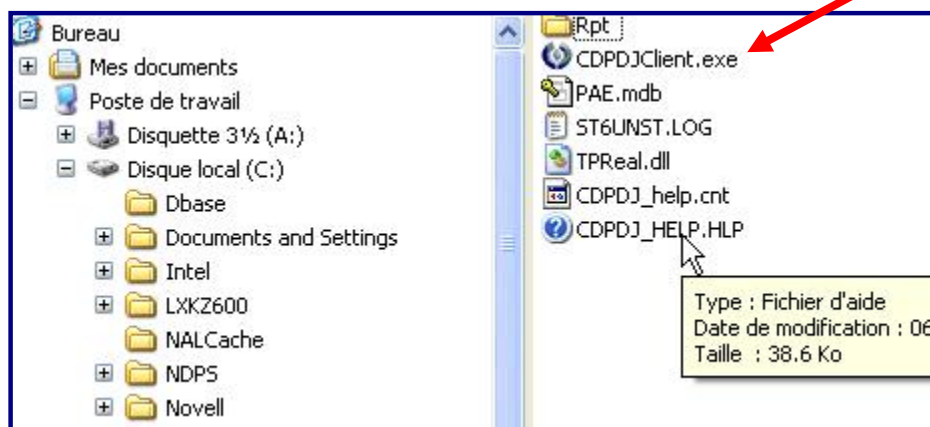 Bureau
Mes documents
Poste de travail
Disquette 3½ (A:)
Disque local (C:)
Dbase
Documents and Settings
Intel
LXKZ600
NALCache
NDPS
Novell
Rpt
CDPDJClient.exe
PAE.mdb
ST6UNST.LOG
TPReal.dll
CDPDJ_help.cnt
CDPDJ_HELP.HLP
Type : Fichier d'aide
Date de modification : 06
Taille : 38.6 Ko